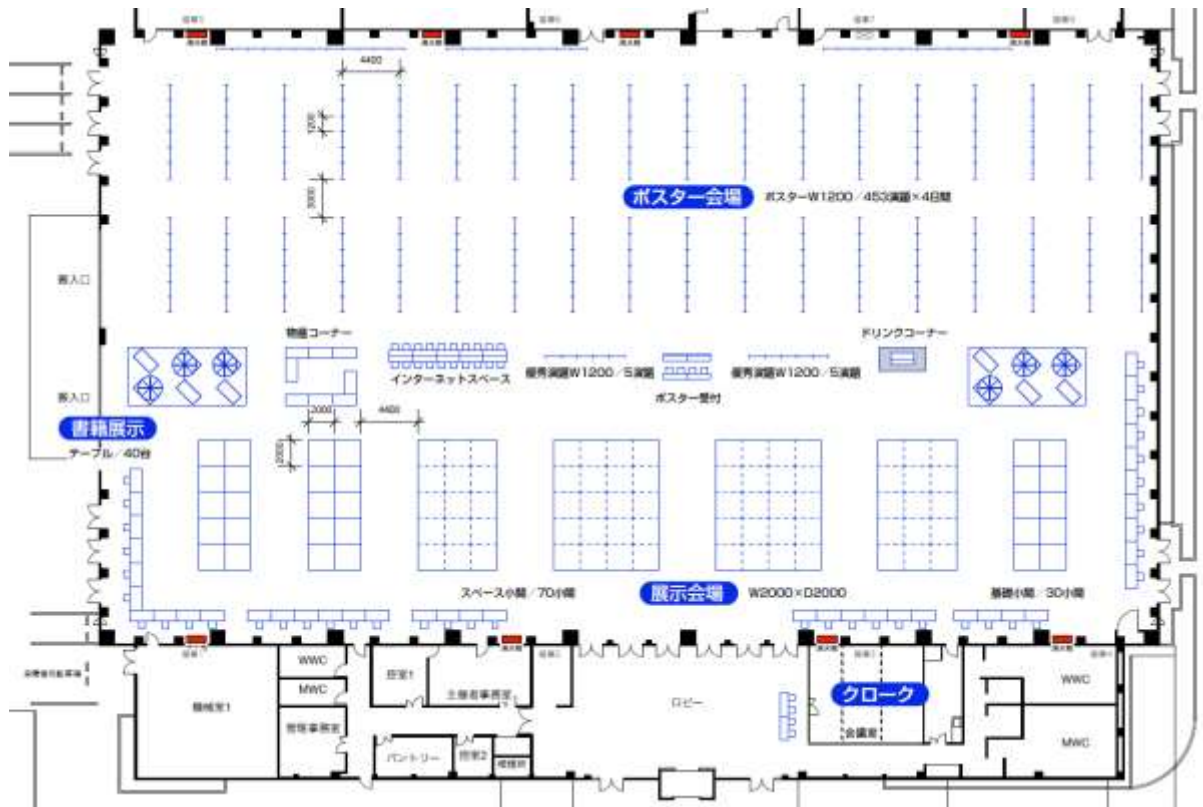 4400
1200
3000
ポスター会場
ポスターW1200/453演題×4日間
搬入口
物産コーナー
ドリンクコーナー
インターネットスペース
優秀演題W1200/5演題
優秀演題W1200/5演題
ポスター受付
搬入口
2000
4400
書籍展示
テーブル/40台
2000
スペース小間/70小間
展示会場
W2000×D2000
基礎小間/30小間
機械室1
WWC
MWC
管理事務室
控室1
主催者事務室
パントリー
控室2
ロビー
クローク
会議室
WWC
MWC